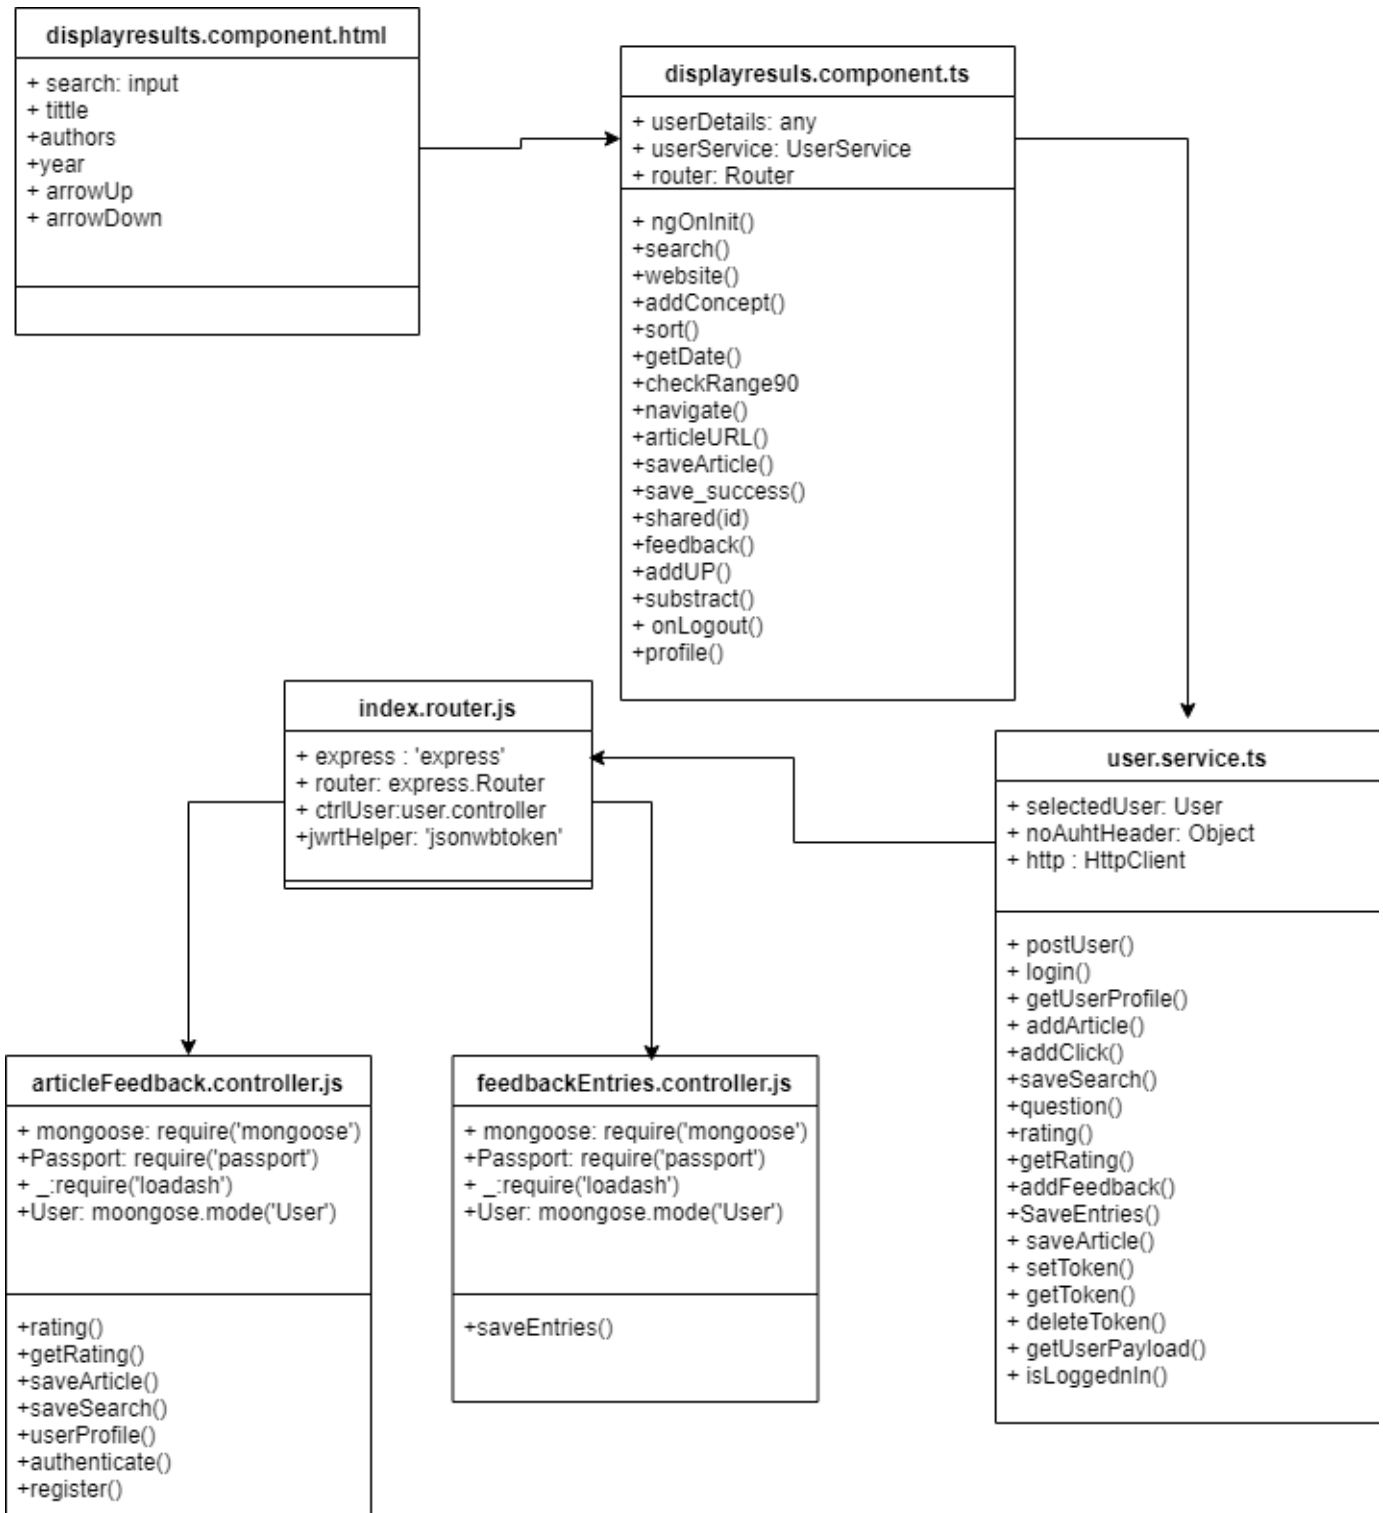 displayresults.component.html
+ search: input
+ tittle
+authors
+year
+ arrowUp
+ arrowDown
displayresuls.component.ts
+ userDetails: any
+ userService: UserService
+ router: Router
+ ngOnInit()
+search()
+website()
+addConcept()
+sort()
+getDate()
+checkRange90
+navigate()
+articleURL()
+saveArticle()
+save_success()
+shared(id)
+feedback()
+addUP()
+substract()
+ onLogout()
+profile()
index.router.js
+ express : 'express'
+ router: express.Router
+ ctrlUser:user.controller
+jwrtHelper: 'jsonwbtoken'
user.service.ts
+ selectedUser: User
+ noAuhtHeader: Object
+ http : HttpClient
+ postUser()
+ login()
+ getUserProfile()
+ addArticle()
+addClick()
+saveSearch()
+question()
+rating()
+getRating()
+addFeedback()
+SaveEntries()
+ saveArticle()
+ setToken()
+ getToken()
+ deleteToken()
+ getUserPayload()
+ isLoggednIn()
articleFeedback.controller.js
+ mongoose: require('mongoose')
+Passport: require('passport')
+ _:require('loadash')
+User: moongose.mode('User')
+rating()
+getRating()
+saveArticle()
+saveSearch()
+userProfile()
+authenticate()
+register()
feedbackEntries.controller.js
+ mongoose: require('mongoose')
+Passport: require('passport')
+ _:require('loadash')
+User: moongose.mode('User')
+saveEntries()